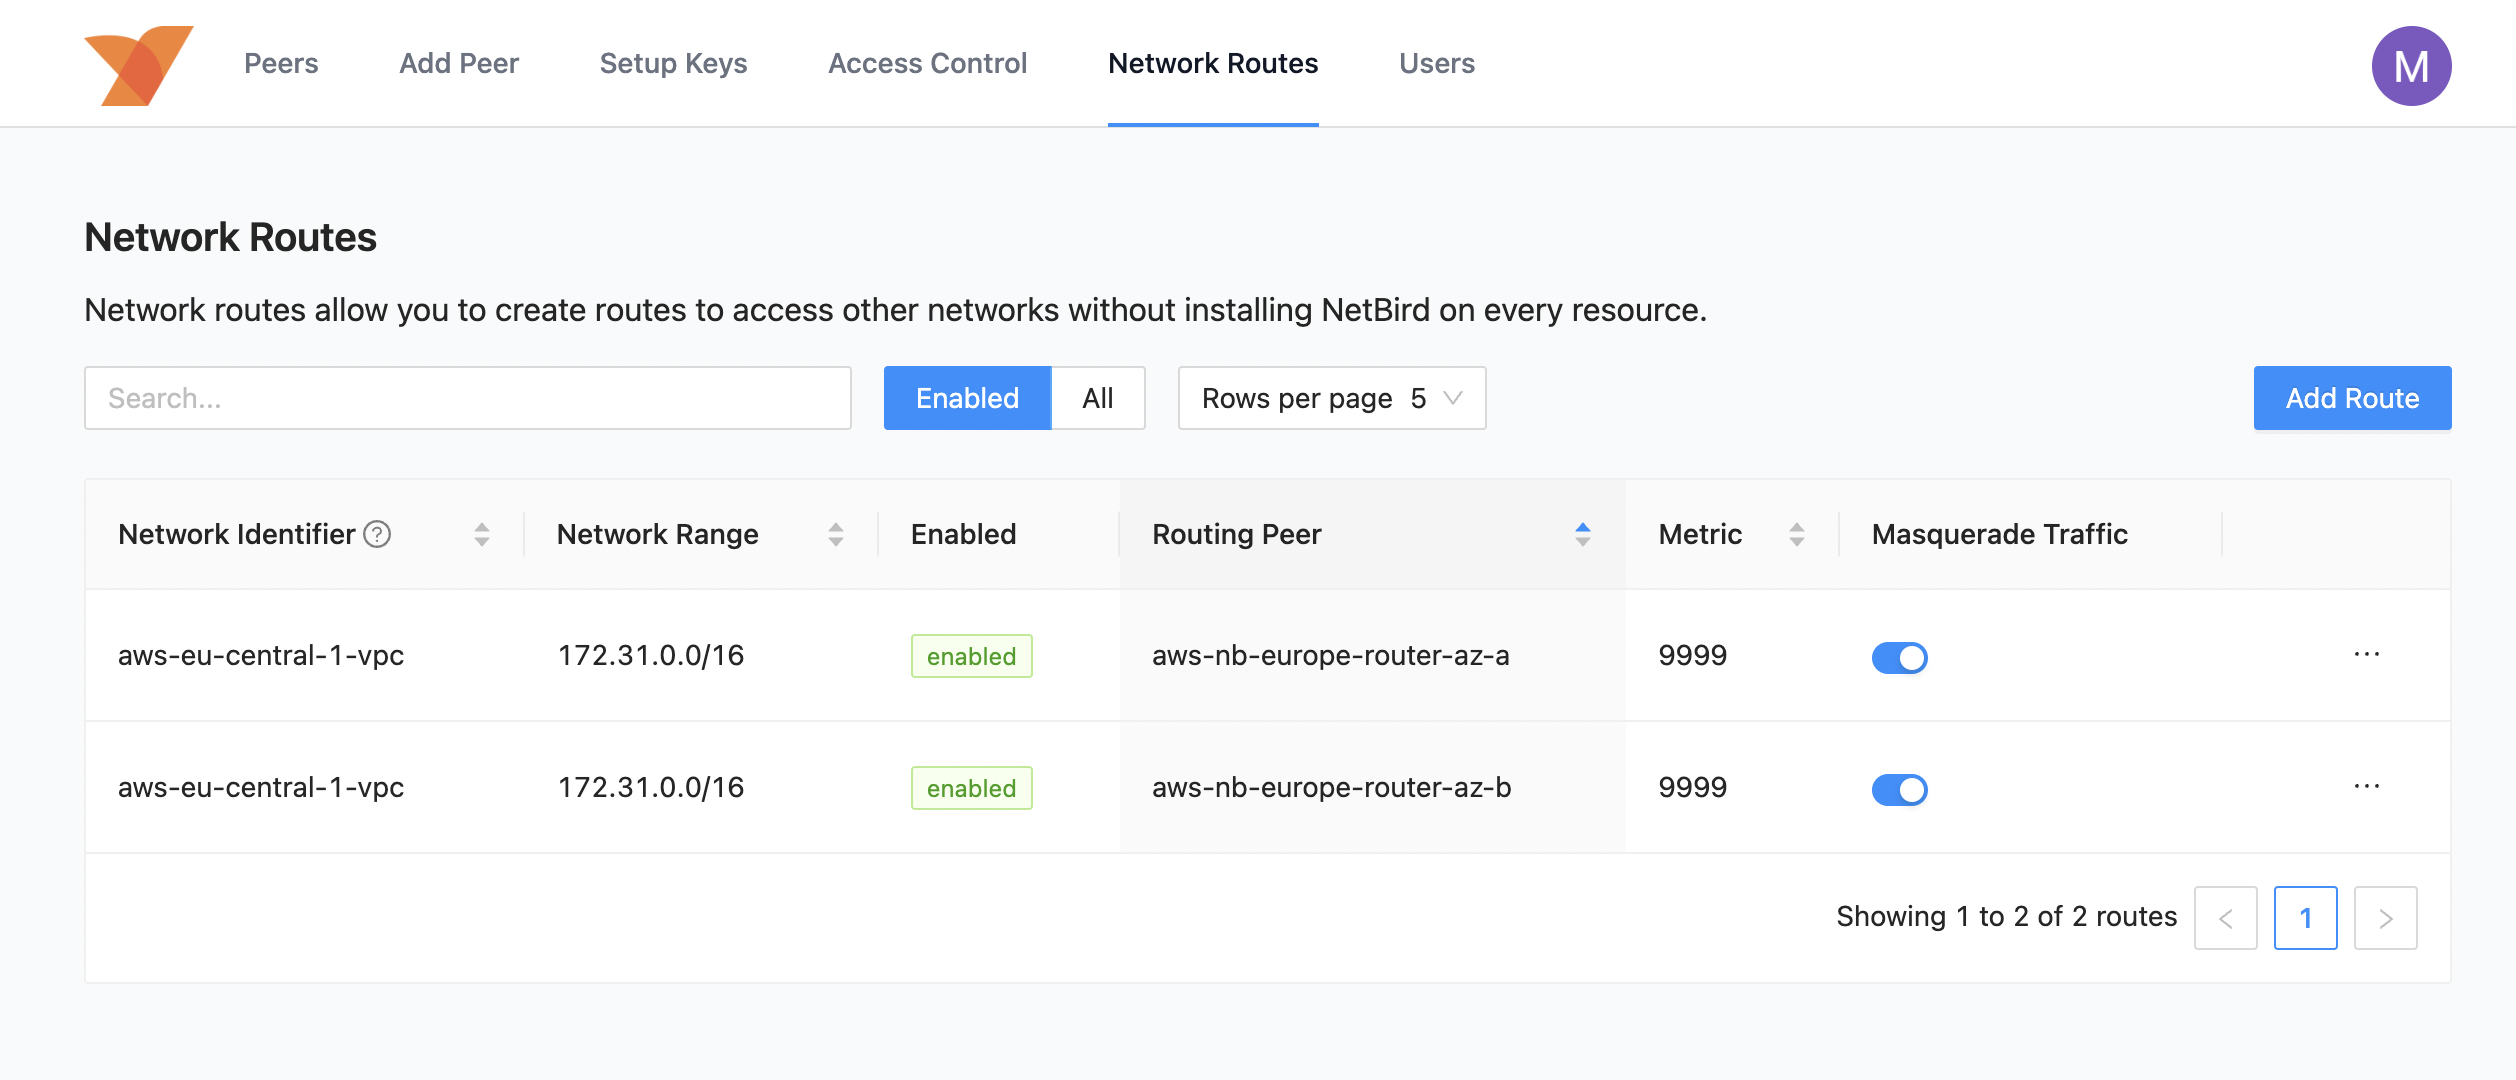 Peers Add Peer Setup Keys Access Control Network Routes Users M
Network Routes
Network routes allow you to create routes to access other networks without installing NetBird on every resource.
Search... Enabled All Rows per page 5 Add Route
Network Identifier ? Network Range Enabled Routing Peer Metric Masquerade Traffic
aws-eu-central-1-vpc 172.31.0.0/16 enabled aws-nb-europe-router-az-a 9999 ...
aws-eu-central-1-vpc 172.31.0.0/16 enabled aws-nb-europe-router-az-b 9999 ...
Showing 1 to 2 of 2 routes < 1 >